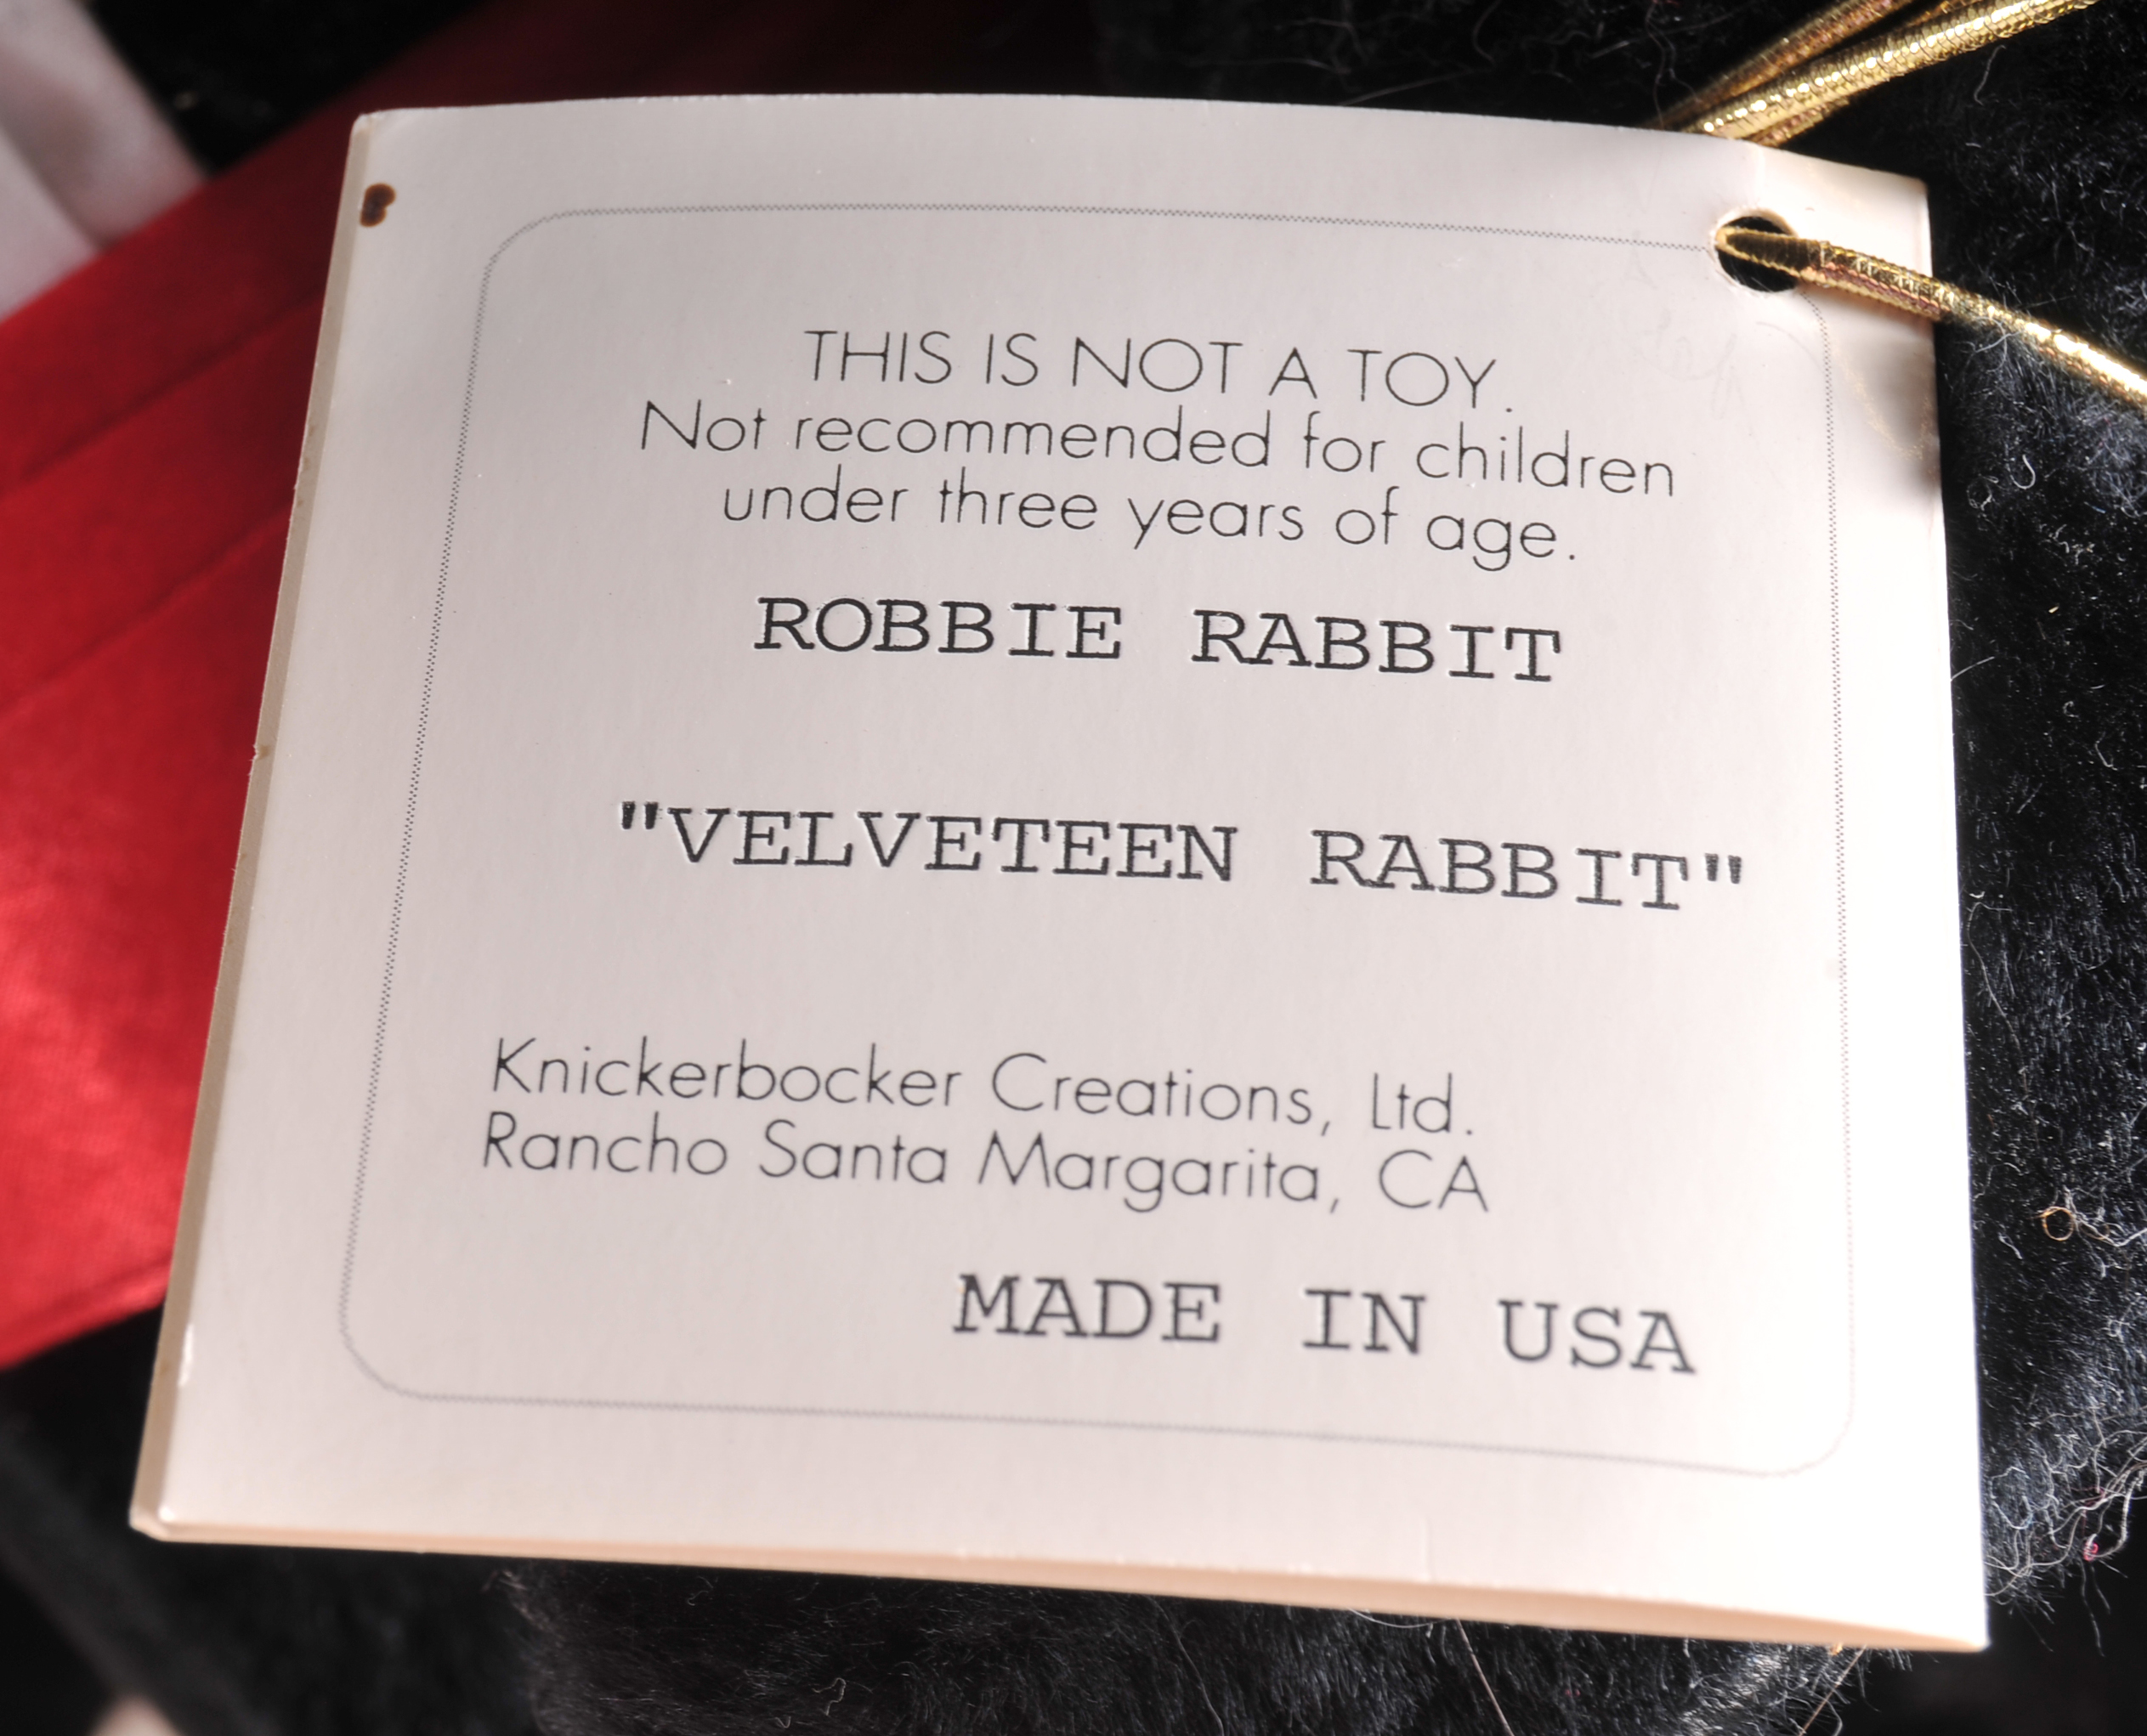 THIS IS NOT A TOY.
Not recommended for children
under three years of age.
ROBBIE RABBIT
"VELVETEEN RABBIT"
Knickerbocker Creations, Ltd.
Rancho Santa Margarita, CA
MADE IN USA